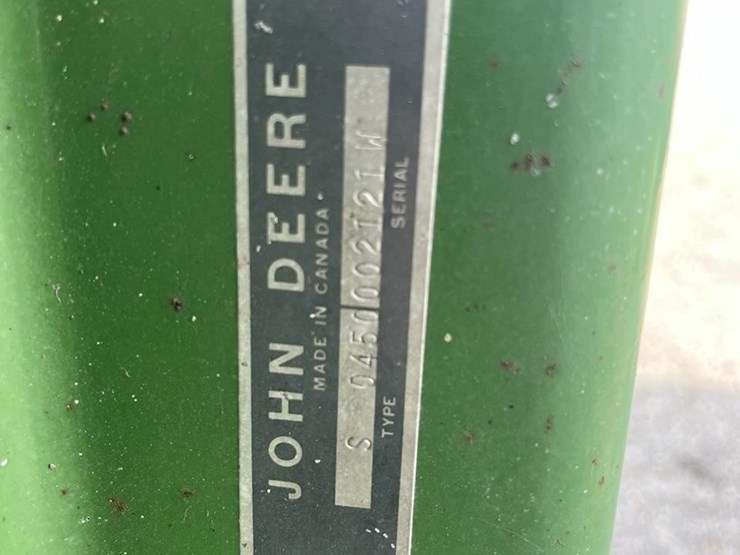 JOHN DEERE
MADE IN CANADA
S 0450002121W
TYPE SERIAL